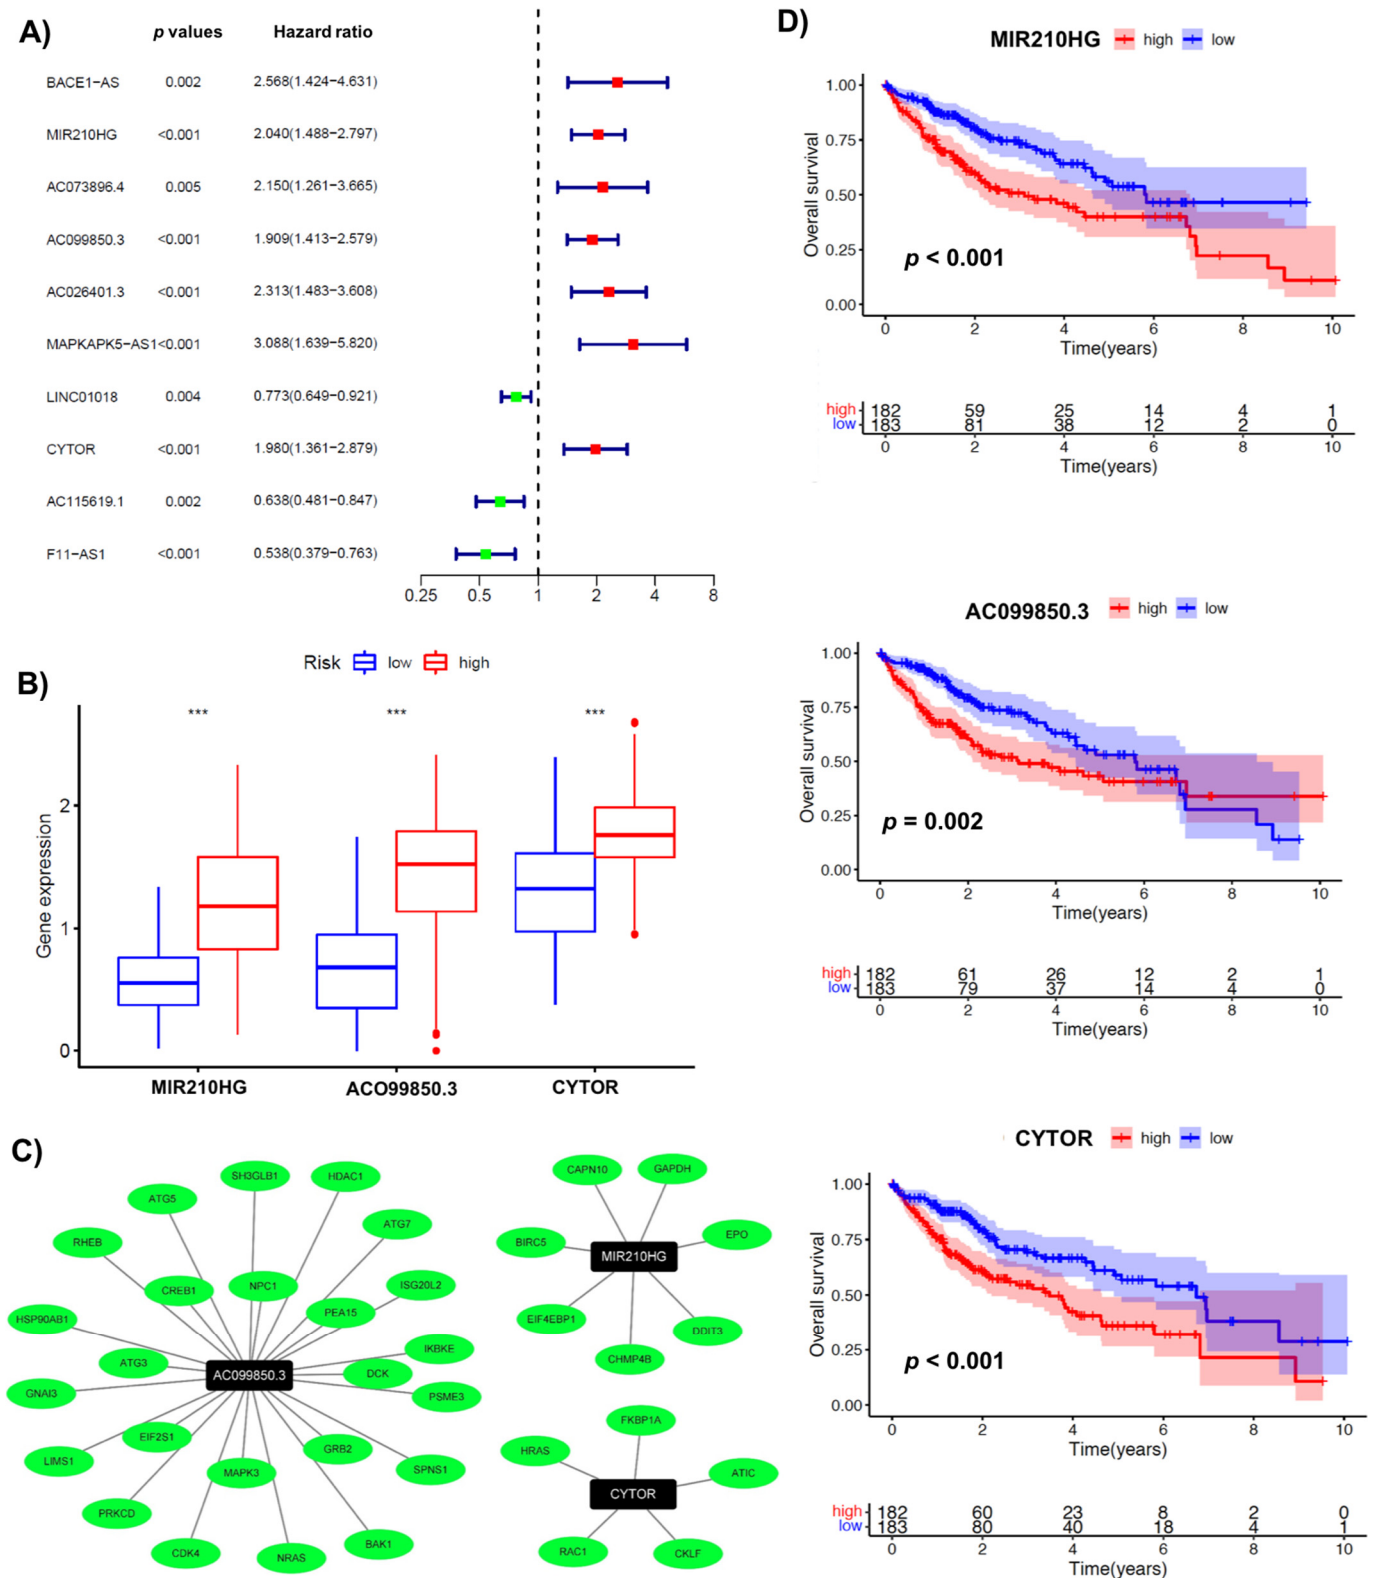 A)
p values Hazard ratio
BACE1−AS 0.002 2.568(1.424−4.631)
MIR210HG <0.001 2.040(1.488−2.797)
AC073896.4 0.005 2.150(1.261−3.665)
AC099850.3 <0.001 1.909(1.413−2.579)
AC026401.3 <0.001 2.313(1.483−3.608)
MAPKAPK5−AS1<0.001 3.088(1.639−5.820)
LINC01018 0.004 0.773(0.649−0.921)
CYTOR <0.001 1.980(1.361−2.879)
AC115619.1 0.002 0.638(0.481−0.847)
F11−AS1 <0.001 0.538(0.379−0.763)
0.25 0.5 1 2 4 8
B)
Risk low high
*** *** ***
Gene expression
2
1
0
MIR210HG ACO99850.3 CYTOR
C)
SH3GLB1
HDAC1
ATG5
ATG7
RHEB
CREB1
NPC1
ISG20L2
PEA15
HSP90AB1
IKBKE
ATG3
AC099850.3
DCK
GNAI3
PSME3
EIF2S1
GRB2
LIMS1
MAPK3
SPNS1
PRKCD
CDK4
NRAS
BAK1
CAPN10
GAPDH
BIRC5
EPO
MIR210HG
EIF4EBP1
DDIT3
CHMP4B
FKBP1A
HRAS
ATIC
CYTOR
RAC1
CKLF
D)
MIR210HG high low
Overall survival
1.00
0.75
0.50
0.25
0.00
p < 0.001
0 2 4 6 8 10
Time(years)
high 182 59 25 14 4 1
low 183 81 38 12 2 0
0 2 4 6 8 10
Time(years)
AC099850.3 high low
Overall survival
1.00
0.75
0.50
0.25
0.00
p = 0.002
0 2 4 6 8 10
Time(years)
high 182 61 26 12 2 1
low 183 79 37 14 4 0
0 2 4 6 8 10
Time(years)
CYTOR high low
Overall survival
1.00
0.75
0.50
0.25
0.00
p < 0.001
0 2 4 6 8 10
Time(years)
high 182 60 23 8 2 0
low 183 80 40 18 4 1
0 2 4 6 8 10
Time(years)